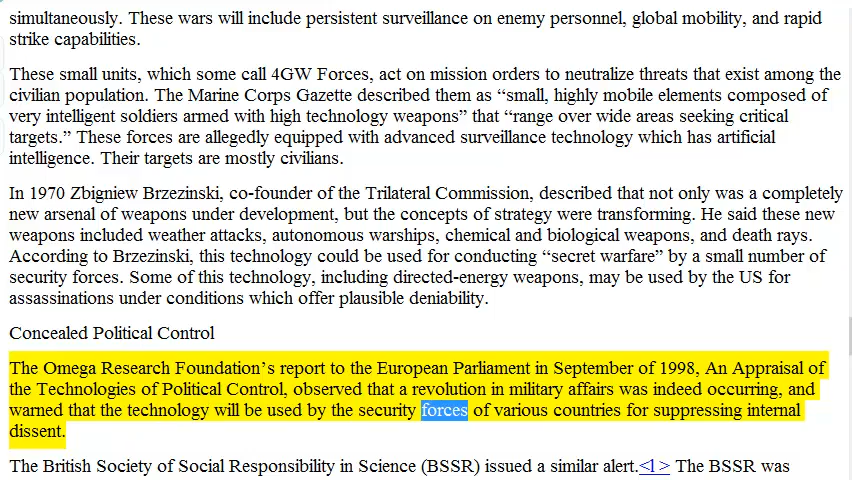 simultaneously. These wars will include persistent surveillance on enemy personnel, global mobility, and rapid
strike capabilities.
These small units, which some call 4GW Forces, act on mission orders to neutralize threats that exist among the
civilian population. The Marine Corps Gazette described them as “small, highly mobile elements composed of
very intelligent soldiers armed with high technology weapons” that “range over wide areas seeking critical
targets.” These forces are allegedly equipped with advanced surveillance technology which has artificial
intelligence. Their targets are mostly civilians.
In 1970 Zbigniew Brzezinski, co-founder of the Trilateral Commission, described that not only was a completely
new arsenal of weapons under development, but the concepts of strategy were transforming. He said these new
weapons included weather attacks, autonomous warships, chemical and biological weapons, and death rays.
According to Brzezinski, this technology could be used for conducting “secret warfare” by a small number of
security forces. Some of this technology, including directed-energy weapons, may be used by the US for
assassinations under conditions which offer plausible deniability.
Concealed Political Control
The Omega Research Foundation’s report to the European Parliament in September of 1998, An Appraisal of
the Technologies of Political Control, observed that a revolution in military affairs was indeed occurring, and
warned that the technology will be used by the security forces of various countries for suppressing internal
dissent.
The British Society of Social Responsibility in Science (BSSR) issued a similar alert.<1> The BSSR was